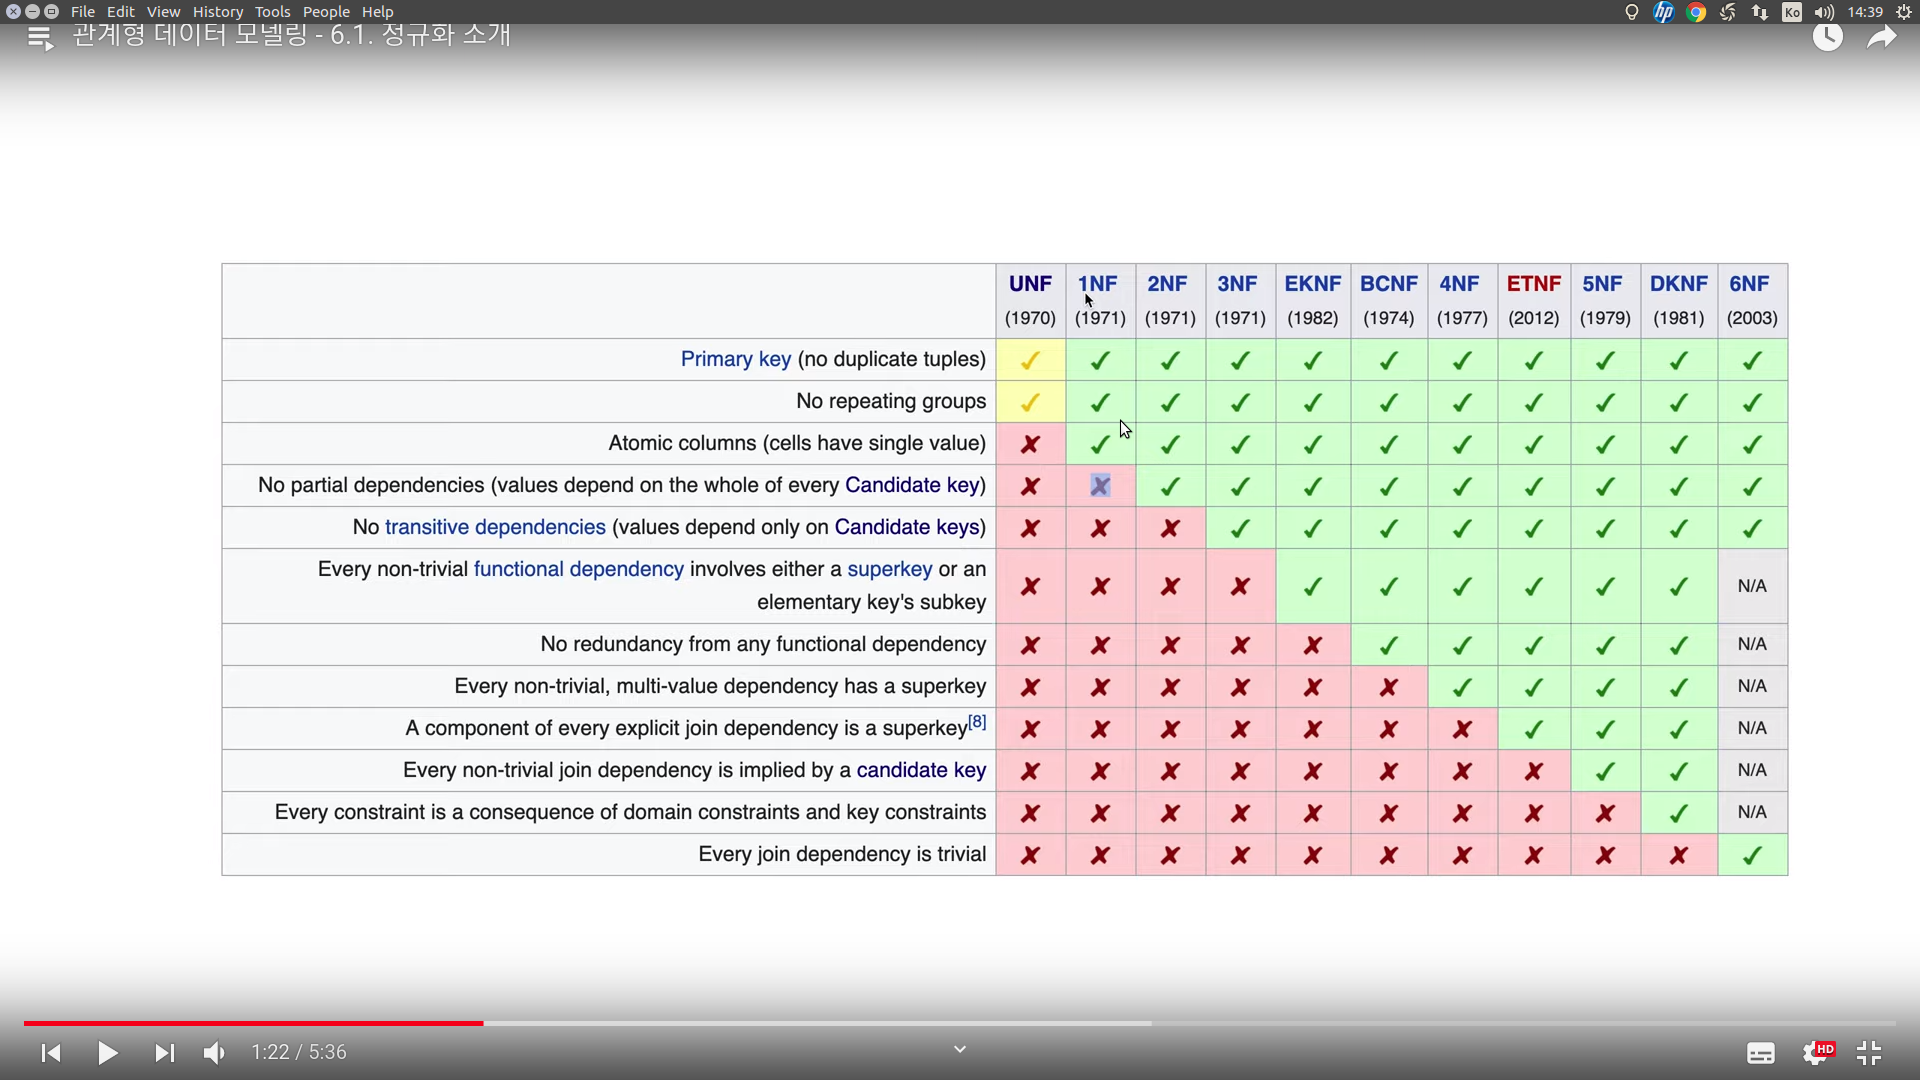 File Edit View History Tools People Help
hp Ko 14:39
관계형 데이터 모델링 - 6.1. 정규화 소개
UNF 1NF 2NF 3NF EKNF BCNF 4NF ETNF 5NF DKNF 6NF
(1970) (1971) (1971) (1971) (1982) (1974) (1977) (2012) (1979) (1981) (2003)
Primary key (no duplicate tuples) ✓ ✓ ✓ ✓ ✓ ✓ ✓ ✓ ✓ ✓ ✓
No repeating groups ✓ ✓ ✓ ✓ ✓ ✓ ✓ ✓ ✓ ✓ ✓
Atomic columns (cells have single value) ✗ ✓ ✓ ✓ ✓ ✓ ✓ ✓ ✓ ✓ ✓
No partial dependencies (values depend on the whole of every Candidate key) ✗ ✗ ✓ ✓ ✓ ✓ ✓ ✓ ✓ ✓ ✓
No transitive dependencies (values depend only on Candidate keys) ✗ ✗ ✗ ✓ ✓ ✓ ✓ ✓ ✓ ✓ ✓
Every non-trivial functional dependency involves either a superkey or an
elementary key's subkey ✗ ✗ ✗ ✗ ✓ ✓ ✓ ✓ ✓ ✓ N/A
No redundancy from any functional dependency ✗ ✗ ✗ ✗ ✗ ✓ ✓ ✓ ✓ ✓ N/A
Every non-trivial, multi-value dependency has a superkey ✗ ✗ ✗ ✗ ✗ ✗ ✓ ✓ ✓ ✓ N/A
A component of every explicit join dependency is a superkey[8] ✗ ✗ ✗ ✗ ✗ ✗ ✗ ✓ ✓ ✓ N/A
Every non-trivial join dependency is implied by a candidate key ✗ ✗ ✗ ✗ ✗ ✗ ✗ ✗ ✓ ✓ N/A
Every constraint is a consequence of domain constraints and key constraints ✗ ✗ ✗ ✗ ✗ ✗ ✗ ✗ ✗ ✓ N/A
Every join dependency is trivial ✗ ✗ ✗ ✗ ✗ ✗ ✗ ✗ ✗ ✗ ✓
1:22 / 5:36
HD